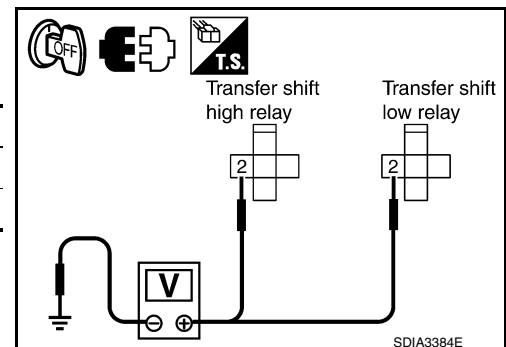 OFF
T.S.
Transfer shift
high relay
Transfer shift
low relay
2
2
V
SDIA3384E